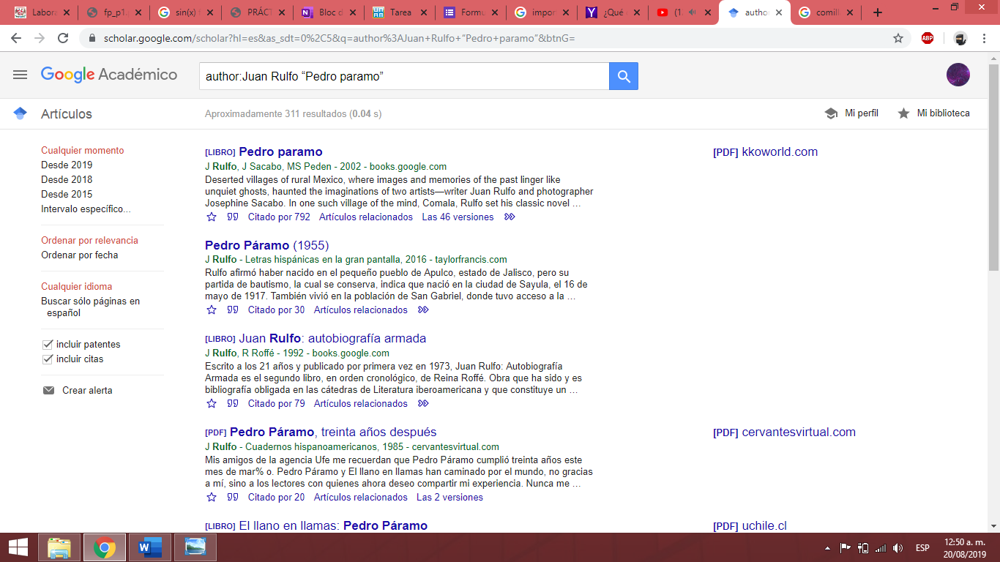 Labora
fp_p1.
sin(x)
PRÁCT
Bloc d
Tarea
Formu
impor
¿Qué
(1.
autho
comill
scholar.google.com/scholar?hl=es&as_sdt=0%2C5&q=author%3AJuan+Rulfo+“Pedro+paramo”&btnG=
ABP
Google Académico
author:Juan Rulfo “Pedro paramo”
Artículos
Aproximadamente 311 resultados (0.04 s)
Mi perfil
Mi biblioteca
Cualquier momento
Desde 2019
Desde 2018
Desde 2015
Intervalo específico...
Ordenar por relevancia
Ordenar por fecha
Cualquier idioma
Buscar sólo páginas en
español
incluir patentes
incluir citas
Crear alerta
[LIBRO] Pedro paramo
J Rulfo, J Sacabo, MS Peden - 2002 - books.google.com
Deserted villages of rural Mexico, where images and memories of the past linger like
unquiet ghosts, haunted the imaginations of two artists—writer Juan Rulfo and photographer
Josephine Sacabo. In one such village of the mind, Comala, Rulfo set his classic novel …
Citado por 792 Artículos relacionados Las 46 versiones
[PDF] kkoworld.com
Pedro Páramo (1955)
J Rulfo - Letras hispánicas en la gran pantalla, 2016 - taylorfrancis.com
Rulfo afirmó haber nacido en el pequeño pueblo de Apulco, estado de Jalisco, pero su
partida de bautismo, la cual se conserva, indica que nació en la ciudad de Sayula, el 16 de
mayo de 1917. También vivió en la población de San Gabriel, donde tuvo acceso a la …
Citado por 30 Artículos relacionados
[LIBRO] Juan Rulfo: autobiografía armada
J Rulfo, R Roffé - 1992 - books.google.com
Escrito a los 21 años y publicado por primera vez en 1973, Juan Rulfo: Autobiografía
Armada es el segundo libro, en orden cronológico, de Reina Roffé. Obra que ha sido y es
bibliografía obligada en las cátedras de Literatura iberoamericana y que constituye un …
Citado por 79 Artículos relacionados
[PDF] Pedro Páramo, treinta años después
J Rulfo - Cuadernos hispanoamericanos, 1985 - cervantesvirtual.com
Mis amigos de la agencia Ufe me recuerdan que Pedro Páramo cumplió treinta años este
mes de mar% o. Pedro Páramo y El llano en llamas han caminado por el mundo, no gracias
a mí, sino a los lectores con quienes ahora deseo compartir mi experiencia. Nunca me …
Citado por 20 Artículos relacionados Las 2 versiones
[PDF] cervantesvirtual.com
[LIBRO] El llano en llamas: Pedro Páramo
[PDF] uchile.cl
ESP
12:50 a. m.
20/08/2019